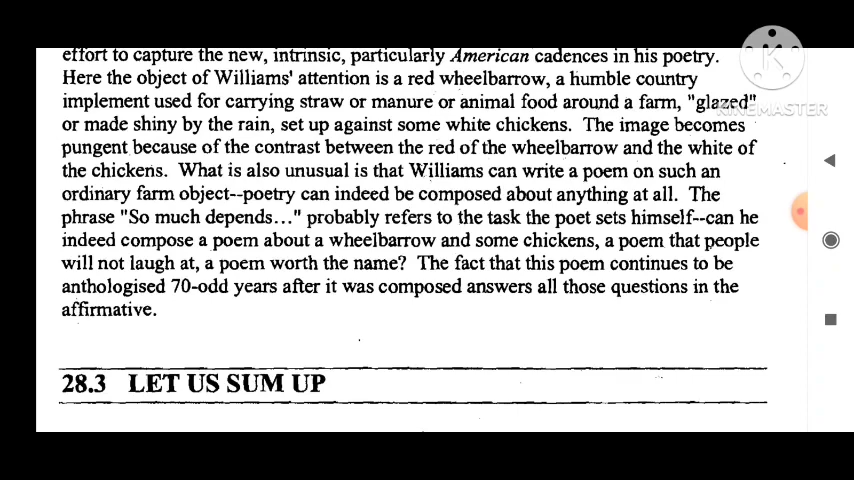 effort to capture the new, intrinsic, particularly American cadences in his poetry.
Here the object of Williams' attention is a red wheelbarrow, a humble country
implement used for carrying straw or manure or animal food around a farm, "glazed"
or made shiny by the rain, set up against some white chickens. The image becomes
pungent because of the contrast between the red of the wheelbarrow and the white of
the chickens. What is also unusual is that Williams can write a poem on such an
ordinary farm object--poetry can indeed be composed about anything at all. The
phrase "So much depends..." probably refers to the task the poet sets himself--can he
indeed compose a poem about a wheelbarrow and some chickens, a poem that people
will not laugh at, a poem worth the name? The fact that this poem continues to be
anthologised 70-odd years after it was composed answers all those questions in the
affirmative.
28.3 LET US SUM UP
KINEMASTER